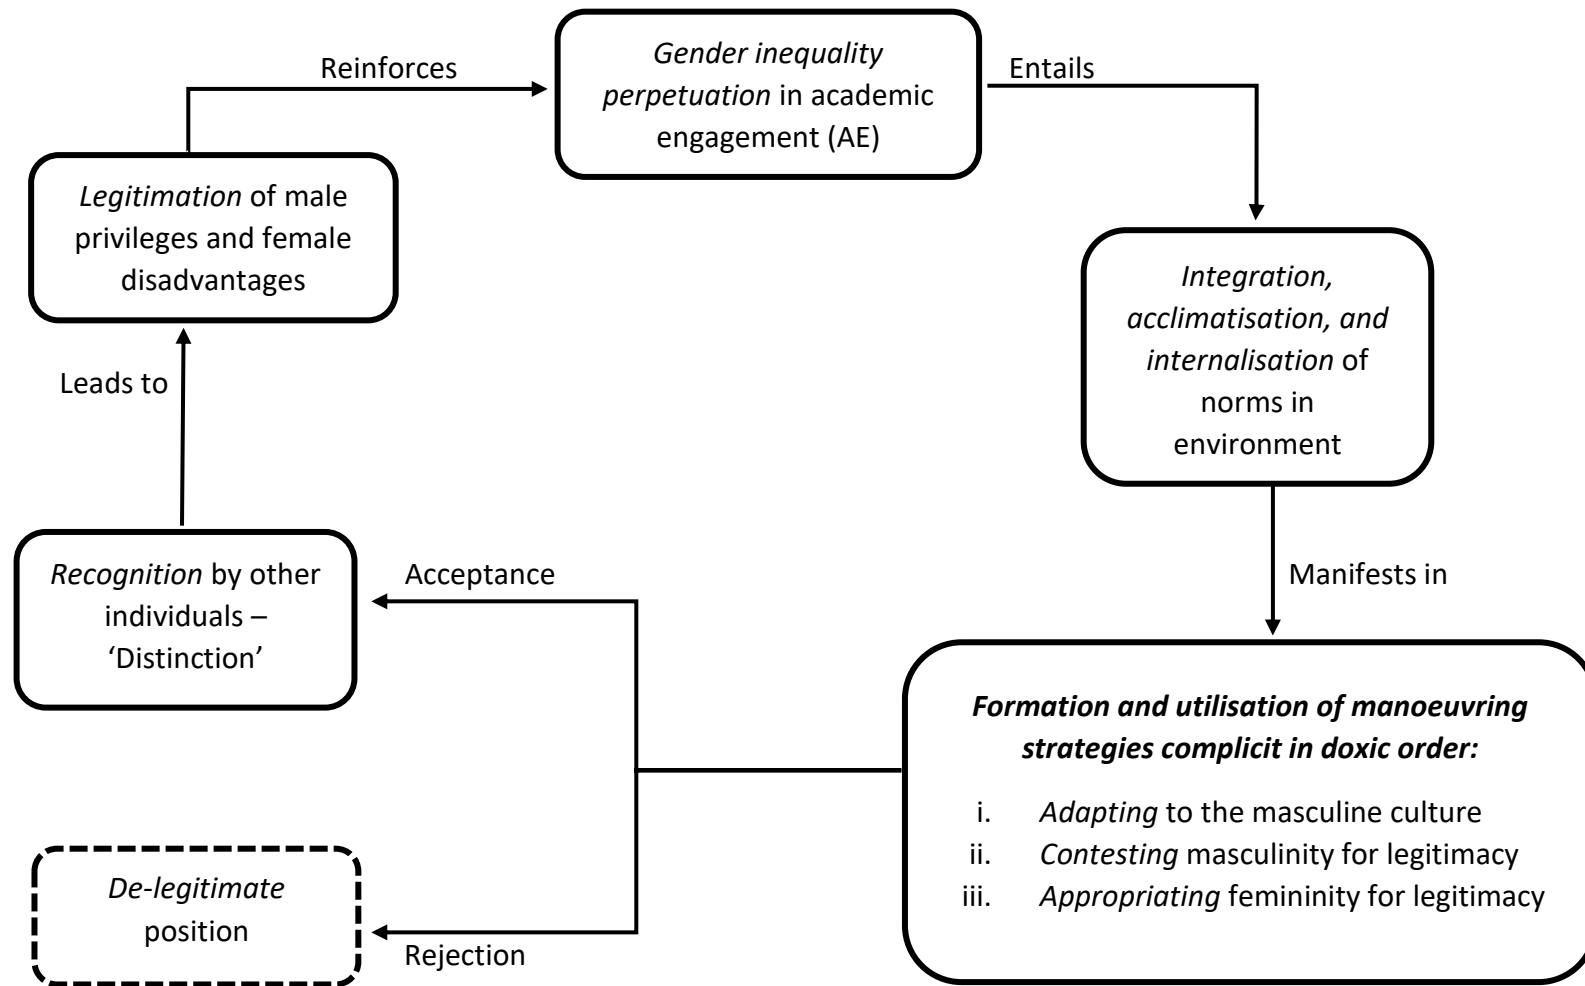 Reinforces
Gender inequality
perpetuation in academic
engagement (AE)
Entails
Legitimation of male
privileges and female
disadvantages
Integration,
acclimatisation, and
internalisation of
norms in
environment
Leads to
Manifests in
Recognition by other
individuals –
‘Distinction’
Acceptance
Formation and utilisation of manoeuvring
strategies complicit in doxic order:
i. Adapting to the masculine culture
ii. Contesting masculinity for legitimacy
iii. Appropriating femininity for legitimacy
De-legitimate
position
Rejection